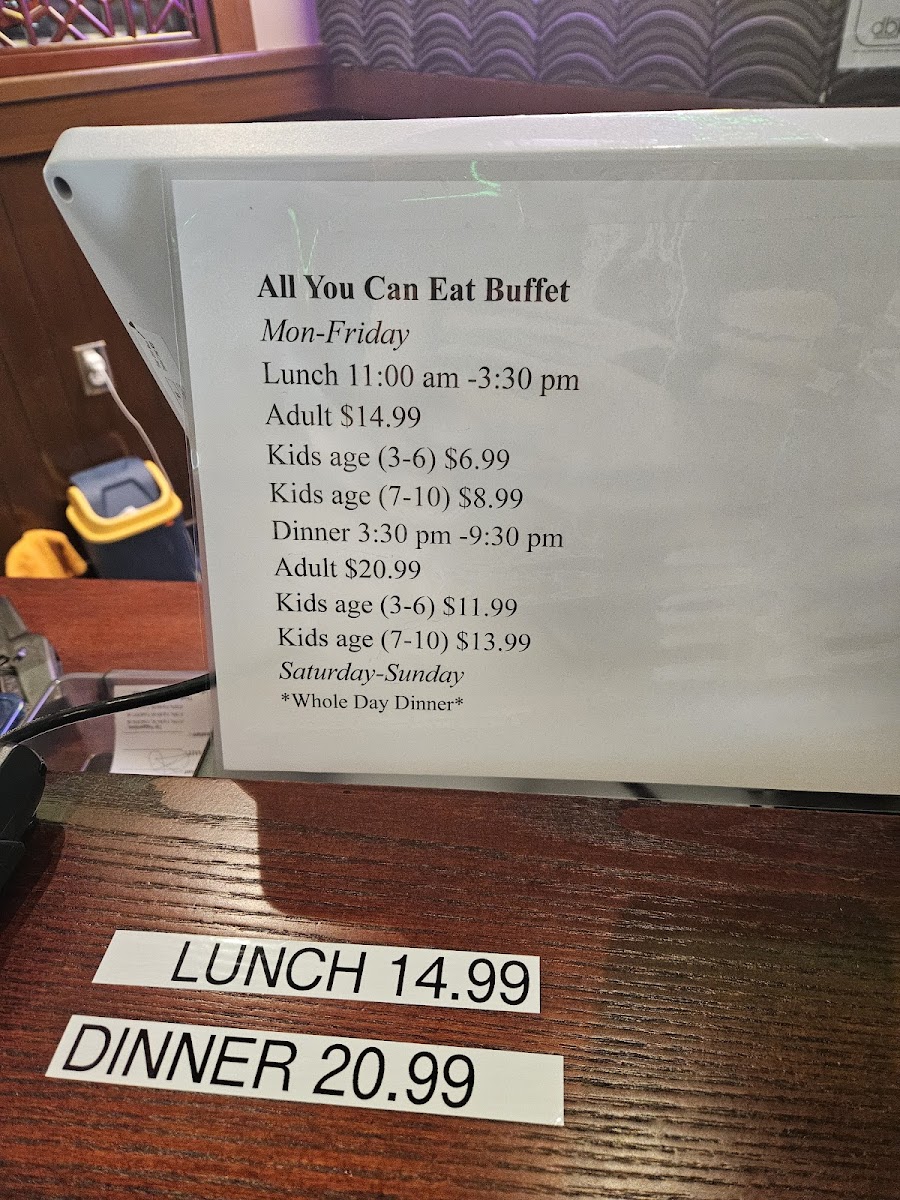 All You Can Eat Buffet
Mon-Friday
Lunch 11:00 am -3:30 pm
Adult $14.99
Kids age (3-6) $6.99
Kids age (7-10) $8.99
Dinner 3:30 pm -9:30 pm
Adult $20.99
Kids age (3-6) $11.99
Kids age (7-10) $13.99
Saturday-Sunday
*Whole Day Dinner*
LUNCH 14.99
DINNER 20.99